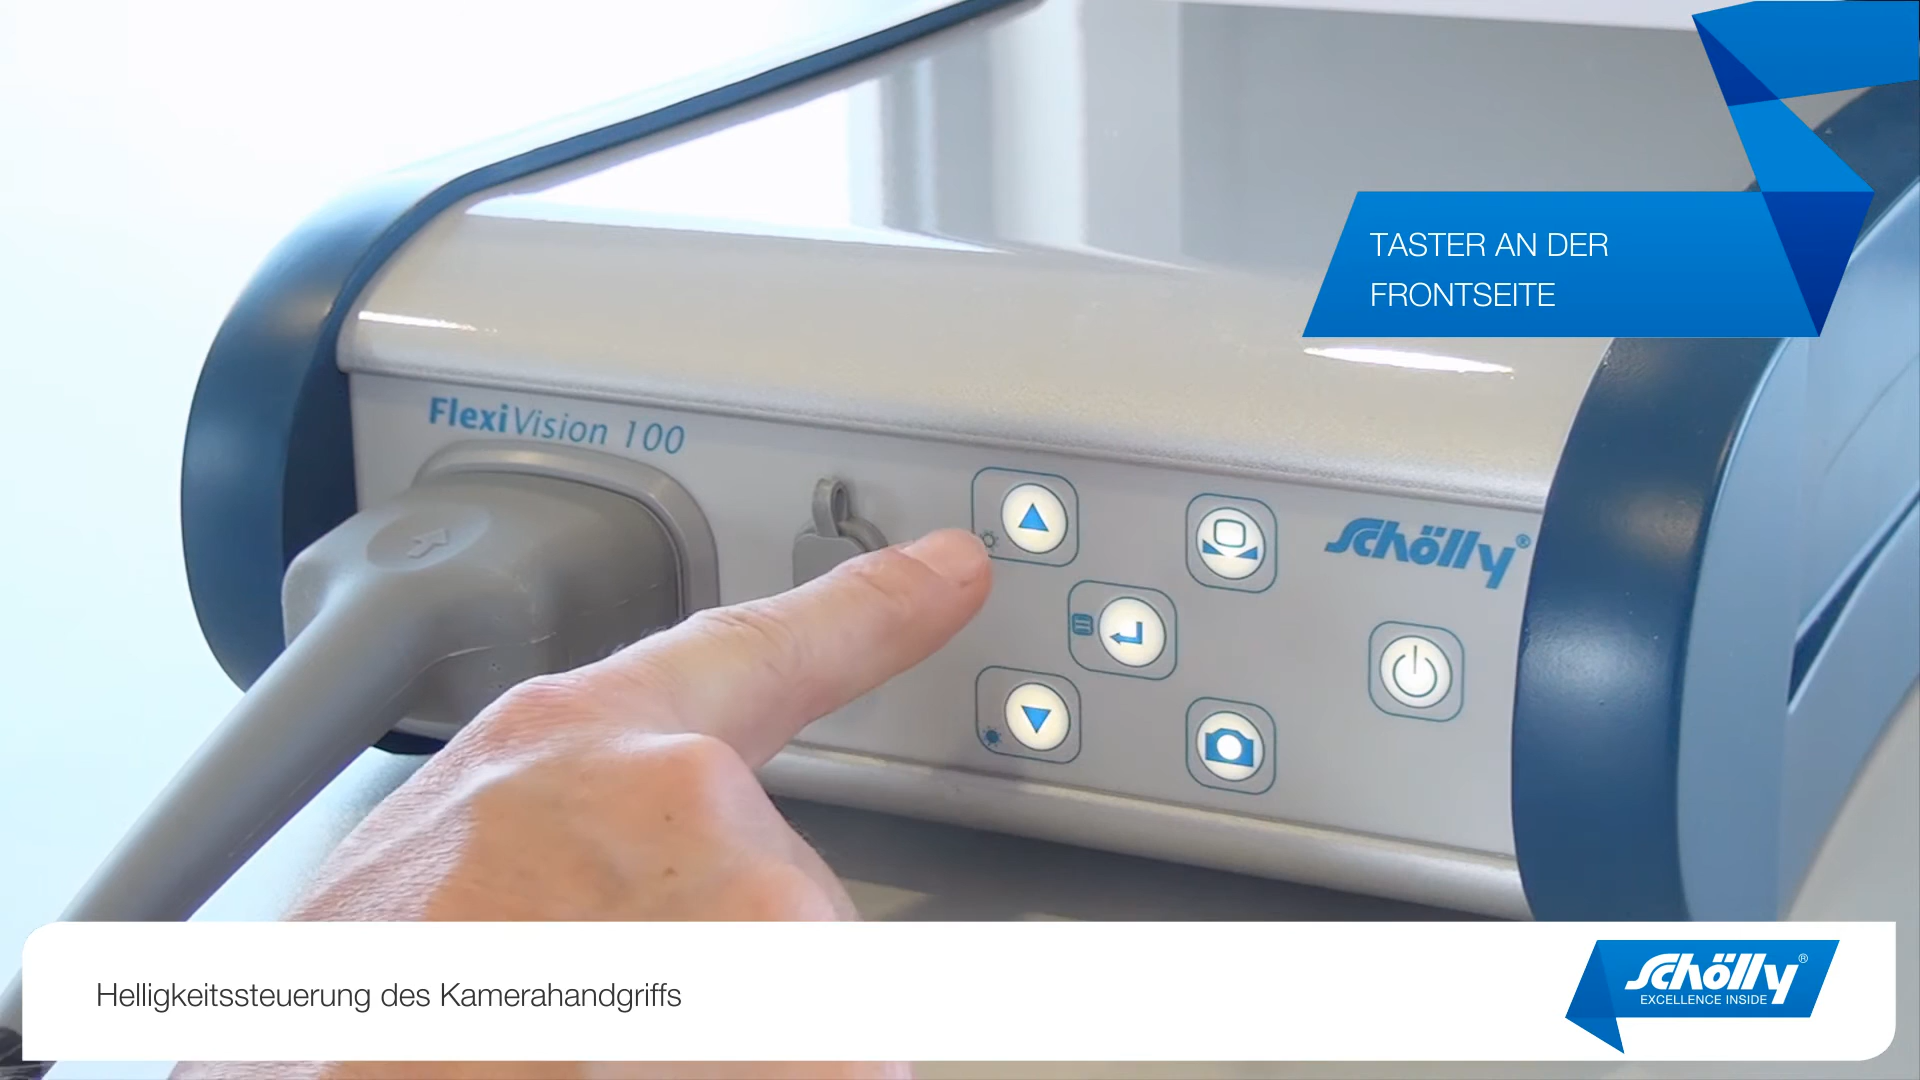 TASTER AN DER
FRONTSEITE
FlexiVision 100
Schölly®
Helligkeitssteuerung des Kamerahandgriffs
Schölly®
EXCELLENCE INSIDE